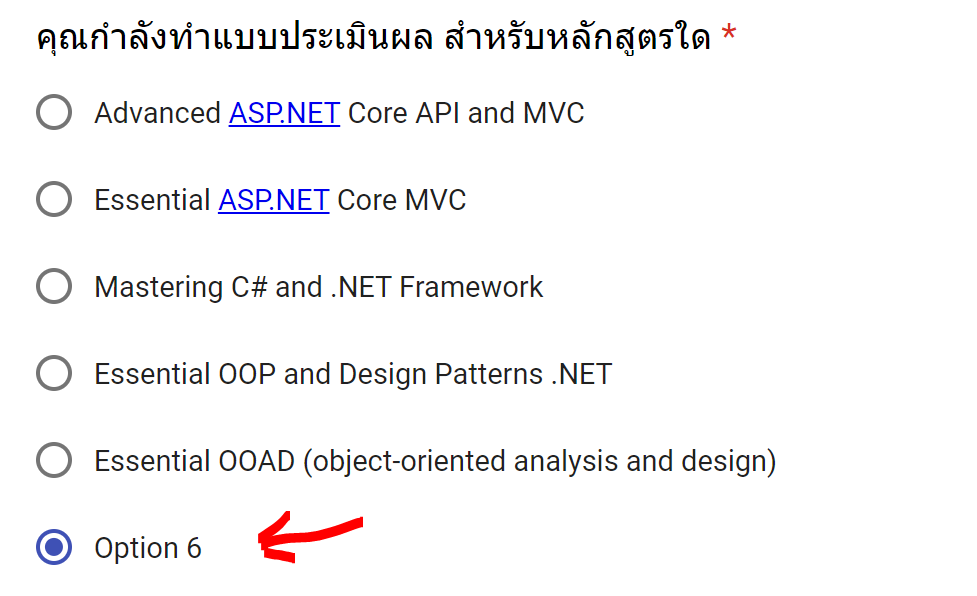 คุณกำลังทำแบบประเมินผล สำหรับหลักสูตรใด *
Advanced ASP.NET Core API and MVC
Essential ASP.NET Core MVC
Mastering C# and .NET Framework
Essential OOP and Design Patterns .NET
Essential OOAD (object-oriented analysis and design)
Option 6